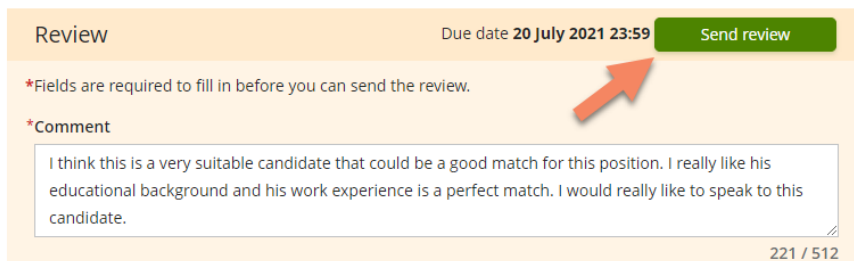 Review
Due date 20 July 2021 23:59
Send review
*Fields are required to fill in before you can send the review.
*Comment
I think this is a very suitable candidate that could be a good match for this position. I really like his
educational background and his work experience is a perfect match. I would really like to speak to this
candidate.
221 / 512